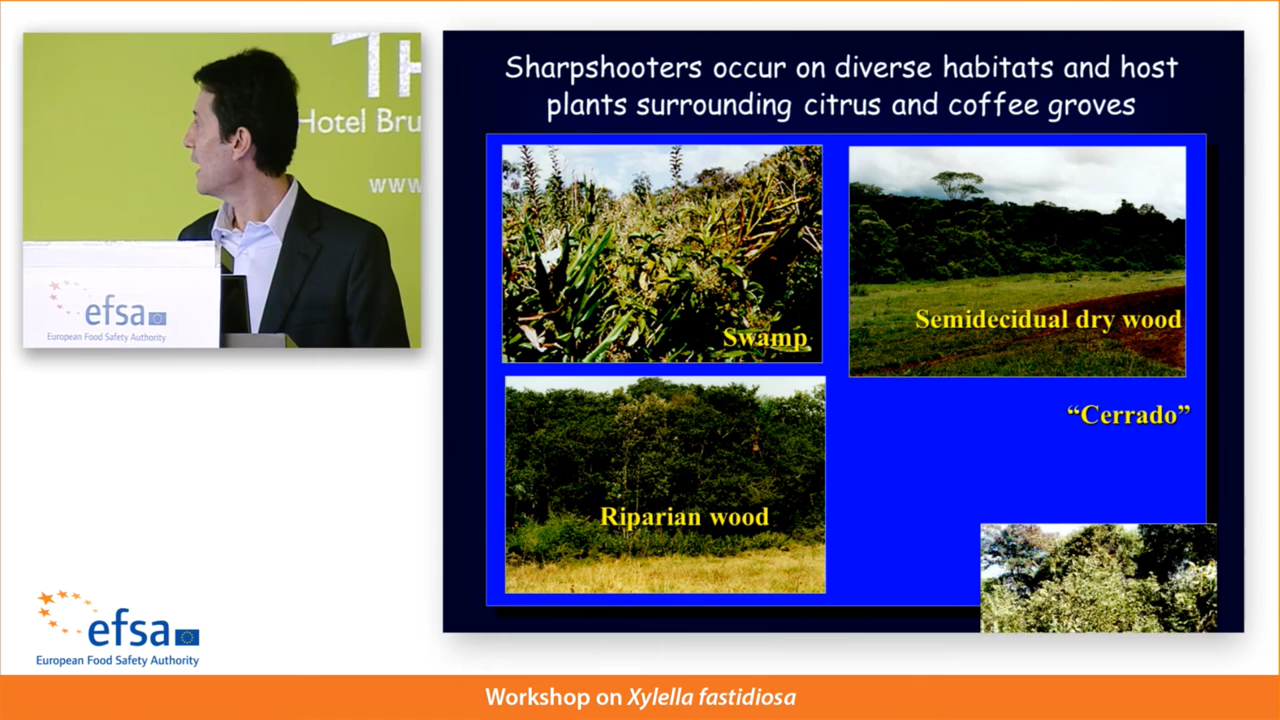 TH
Hotel Bru
www
efsa
European Food Safety Authority
Sharpshooters occur on diverse habitats and host
plants surrounding citrus and coffee groves
Swamp
Semidecidual dry wood
"Cerrado"
Riparian wood
efsa
European Food Safety Authority
Workshop on Xylella fastidiosa